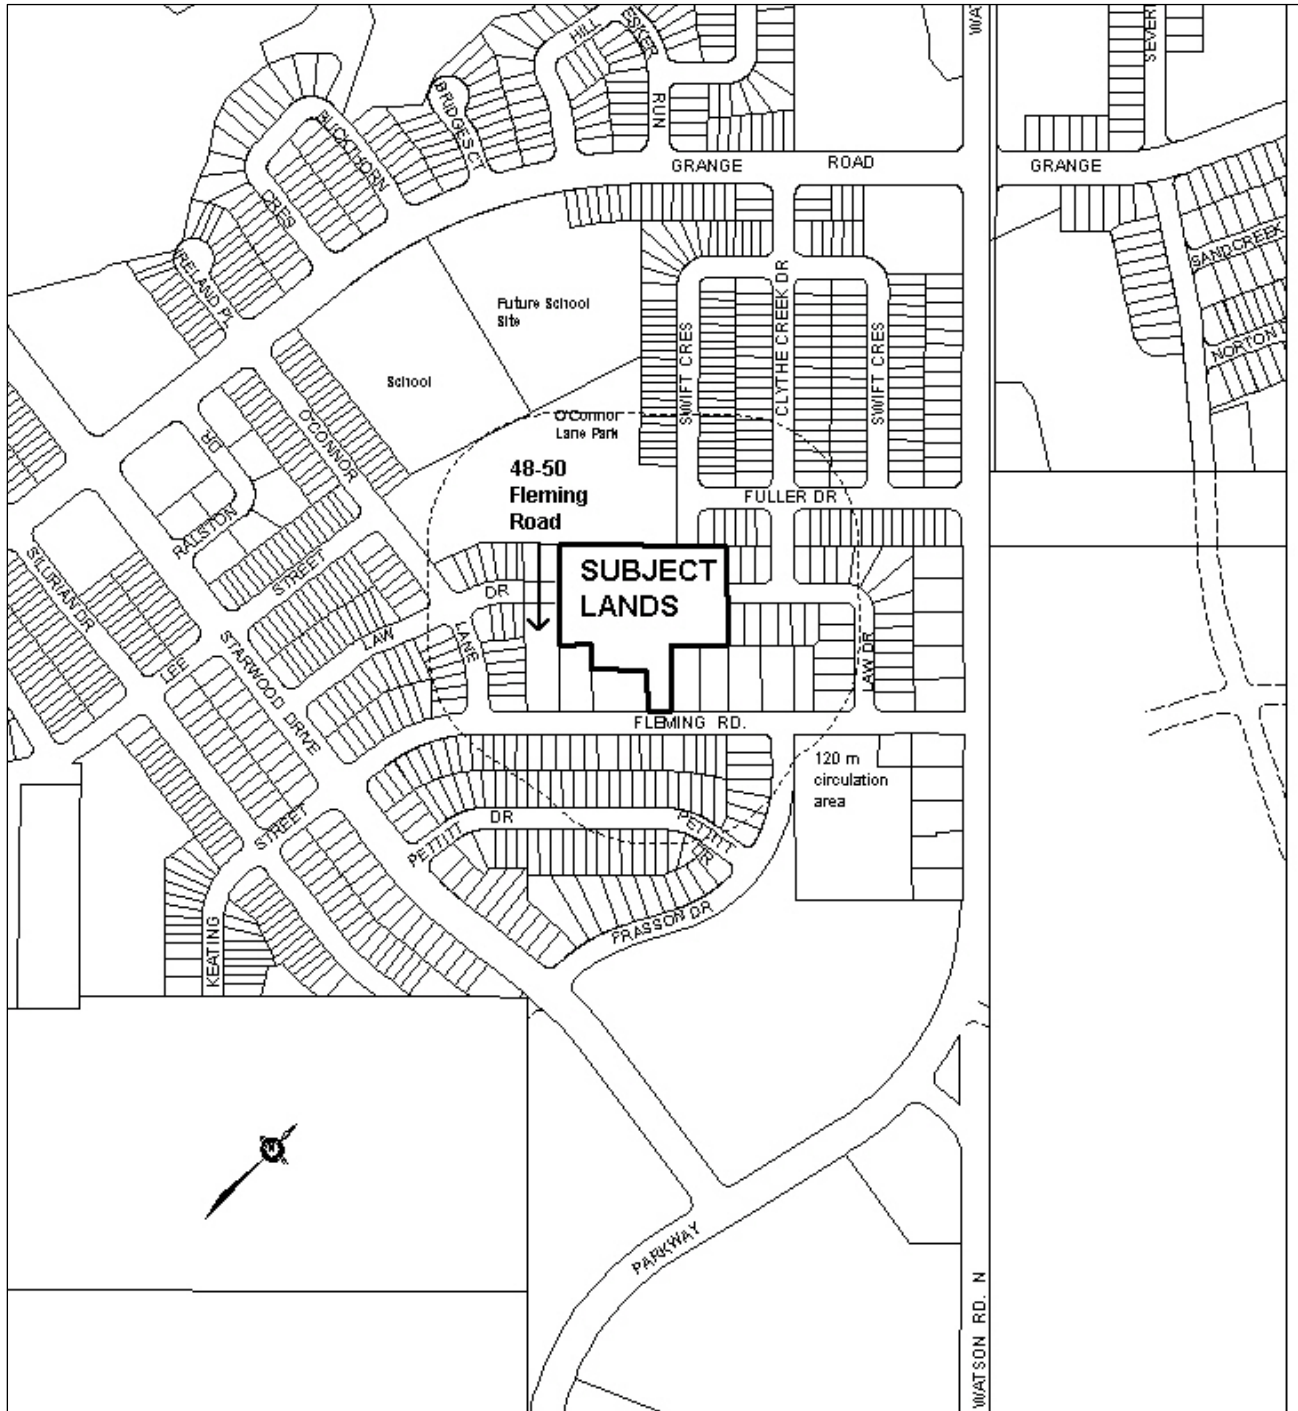 HILL
ESKER
RUN
WAT
SEVERI
BRIDGES CT
BUCKTHORN
CRES
GRANGE ROAD
GRANGE
IRELAND PL
SANDCREEK
NORTON
Future School
Site
School
O'CONNOR
SWIFT CRES
CLYTHE CREEK DR
SWIFT CRES
O'Connor
Lane Park
DR
RALSTON
48-50
Fleming
Road
FULLER DR
STREET
SILURIAN DR
SUBJECT
LANDS
DR
LAW
LANE
LEE
STARWOOD DRIVE
LAW DR
FLEMING RD.
120 m
circulation
area
STREET
PETTITT
DR
PETTITT
DR
FRASSON DR
KEATING
N
PARKWAY
WATSON RD. N